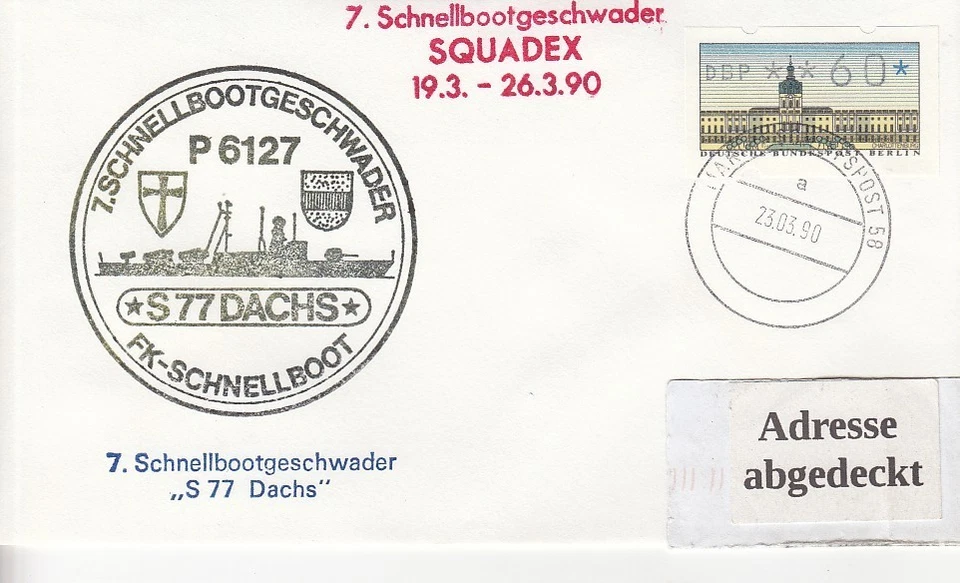 7. Schnellbootgeschwader
SQUADEX
19.3. - 26.3.90
DBP * * 60*
CHARLOTTENBURG
DEUTSCHE BUNDESPOST BERLIN
a
23.03.90
7.SCHNELLBOOTGESCHWADER
P 6127
★S 77 DACHS★
FK-SCHNELLBOOT
7. Schnellbootgeschwader
„S 77 Dachs“
Adresse
abgedeckt